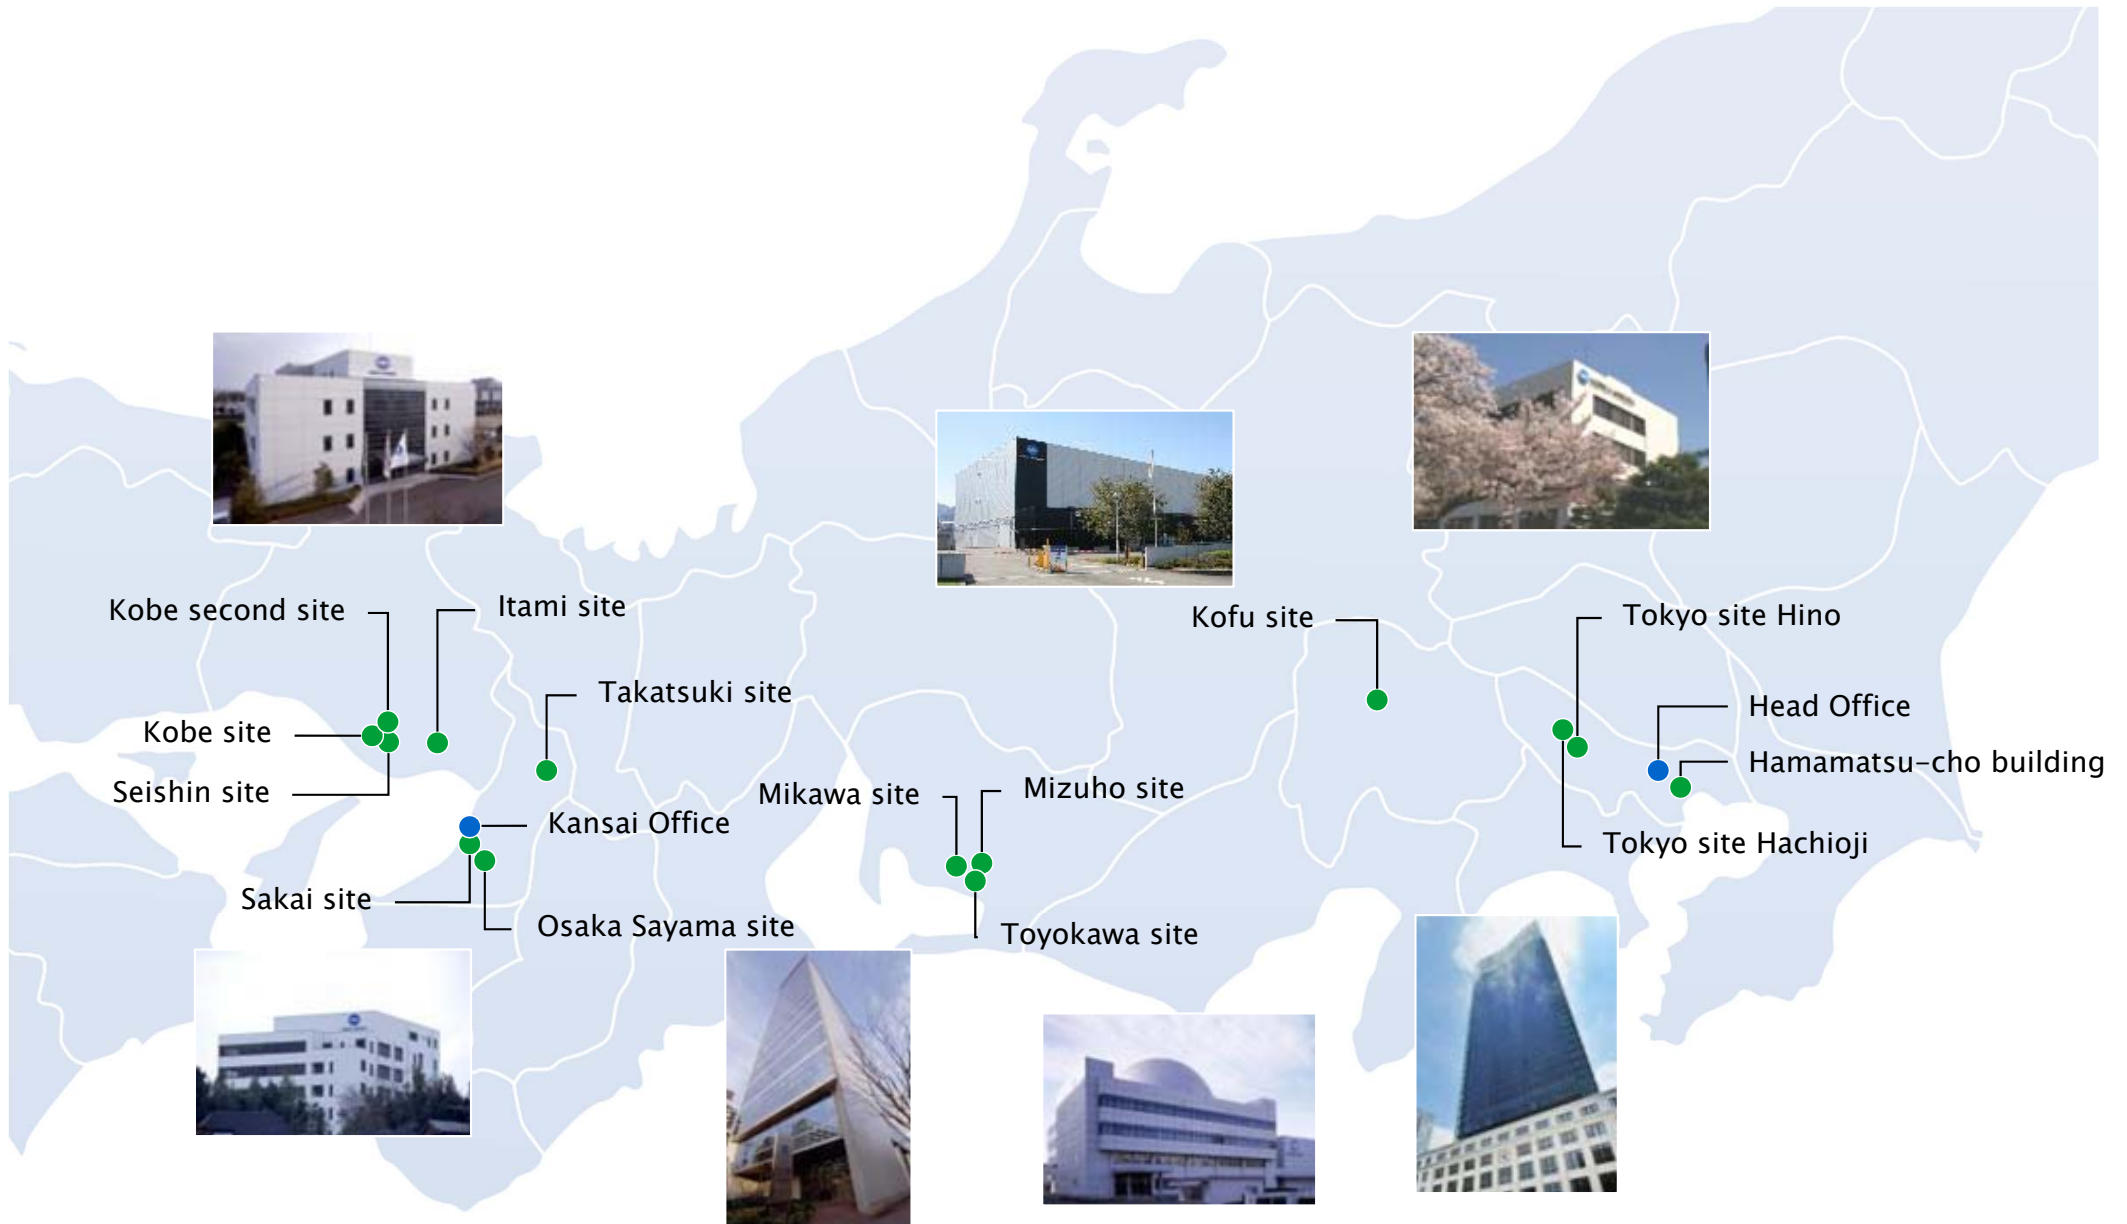 Kobe second site
Itami site
Kofu site
Tokyo site Hino
Takatsuki site
Head Office
Kobe site
Hamamatsu-cho building
Seishin site
Mikawa site
Mizuho site
Kansai Office
Tokyo site Hachioji
Sakai site
Osaka Sayama site
Toyokawa site